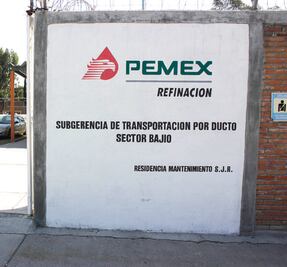 PEMEX
REFINACION
SUBGERENCIA DE TRANSPORTACION POR DUCTO
SECTOR BAJIO
RESIDENCIA MANTENIMIENTO S.J.R.